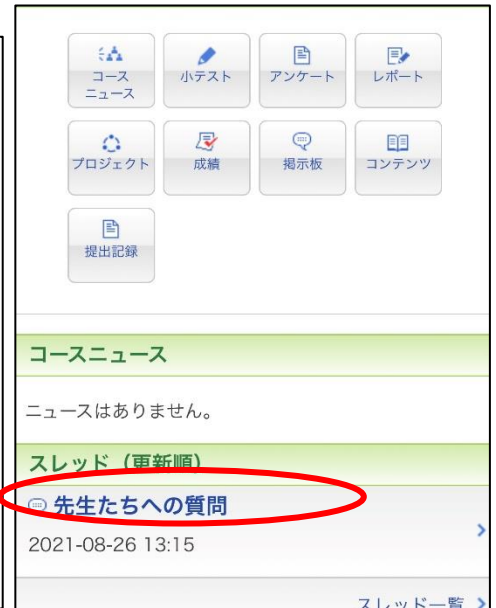 コース
ニュース
小テスト
アンケート
レポート
プロジェクト
成績
掲示板
コンテンツ
提出記録
コースニュース
ニュースはありません。
スレッド（更新順）
先生たちへの質問
2021-08-26 13:15
スレッド一覧